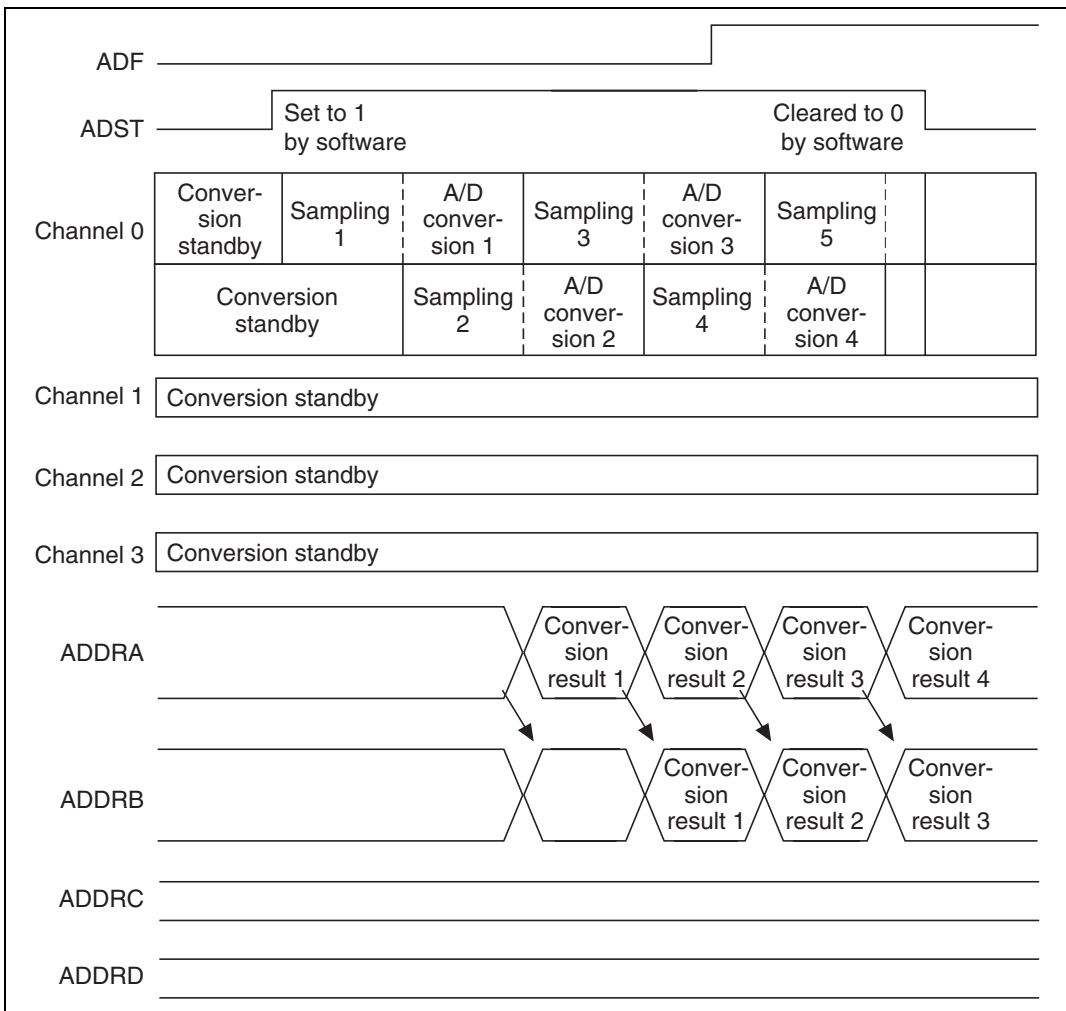 ADF
ADST
Set to 1
by software
Cleared to 0
by software
Channel 0
Conver-
sion
standby
Sampling
1
A/D
conver-
sion 1
Sampling
3
A/D
conver-
sion 3
Sampling
5
Conversion
standby
Sampling
2
A/D
conver-
sion 2
Sampling
4
A/D
conver-
sion 4
Channel 1
Conversion standby
Channel 2
Conversion standby
Channel 3
Conversion standby
ADDRA
Conver-
sion
result 1
Conver-
sion
result 2
Conver-
sion
result 3
Conver-
sion
result 4
ADDRB
Conver-
sion
result 1
Conver-
sion
result 2
Conver-
sion
result 3
ADDRC
ADDRD